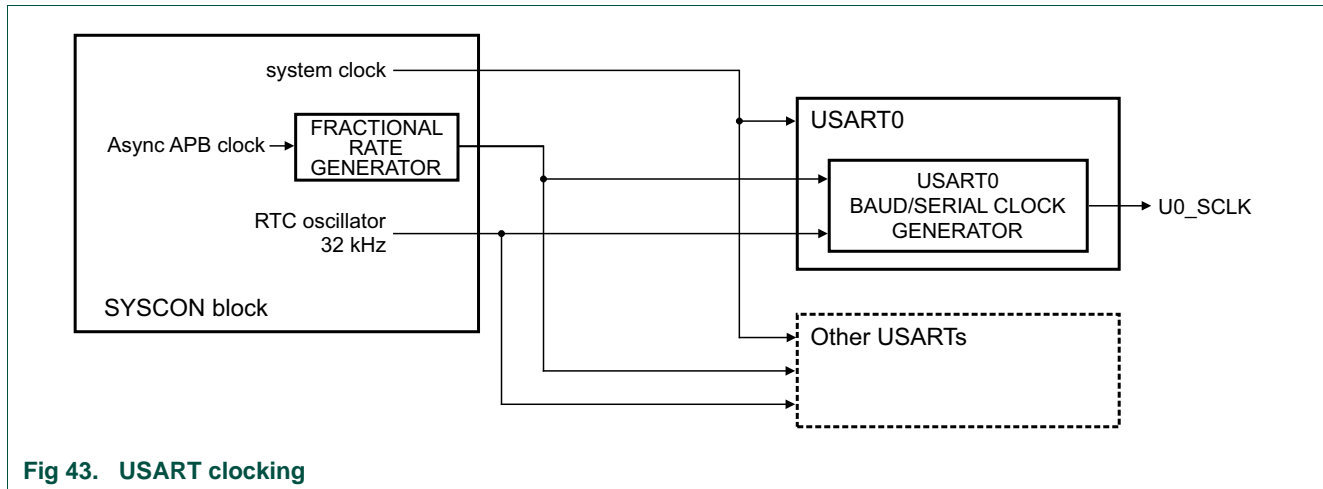 system clock
Async APB clock
FRACTIONAL
RATE
GENERATOR
RTC oscillator
32 kHz
SYSCON block
USART0
USART0
BAUD/SERIAL CLOCK
GENERATOR
U0_SCLK
Other USARTs
Fig 43. USART clocking